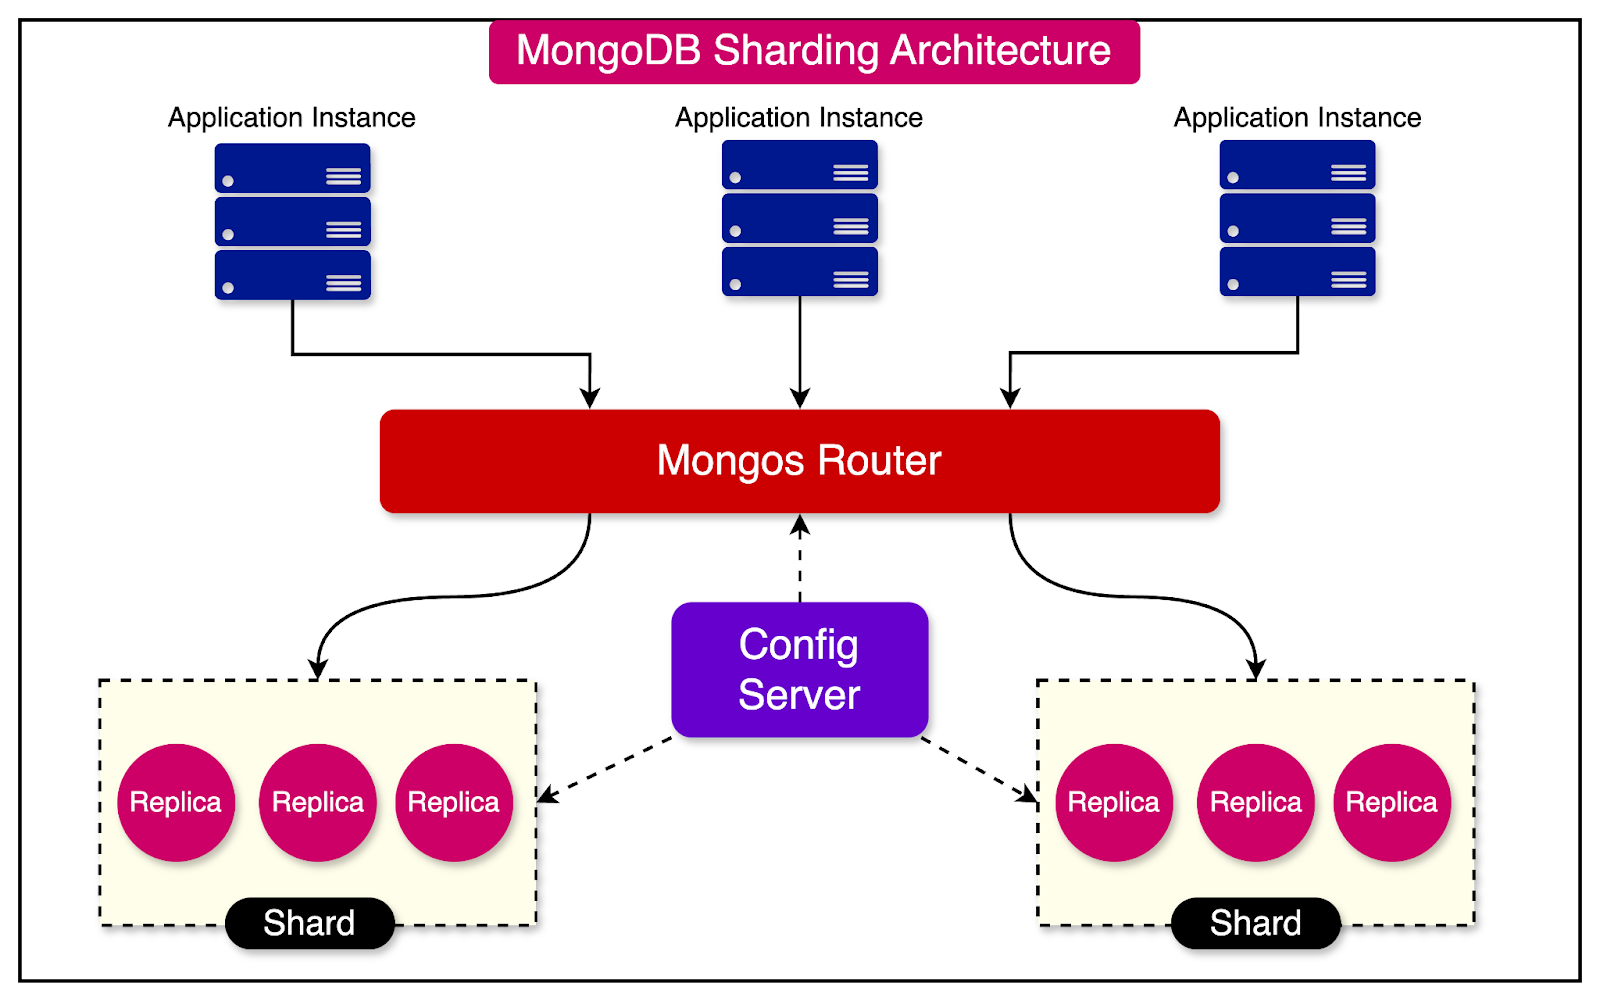 MongoDB Sharding Architecture
Application Instance
Application Instance
Application Instance
Mongos Router
Config
Server
Replica
Replica
Replica
Replica
Replica
Replica
Shard
Shard